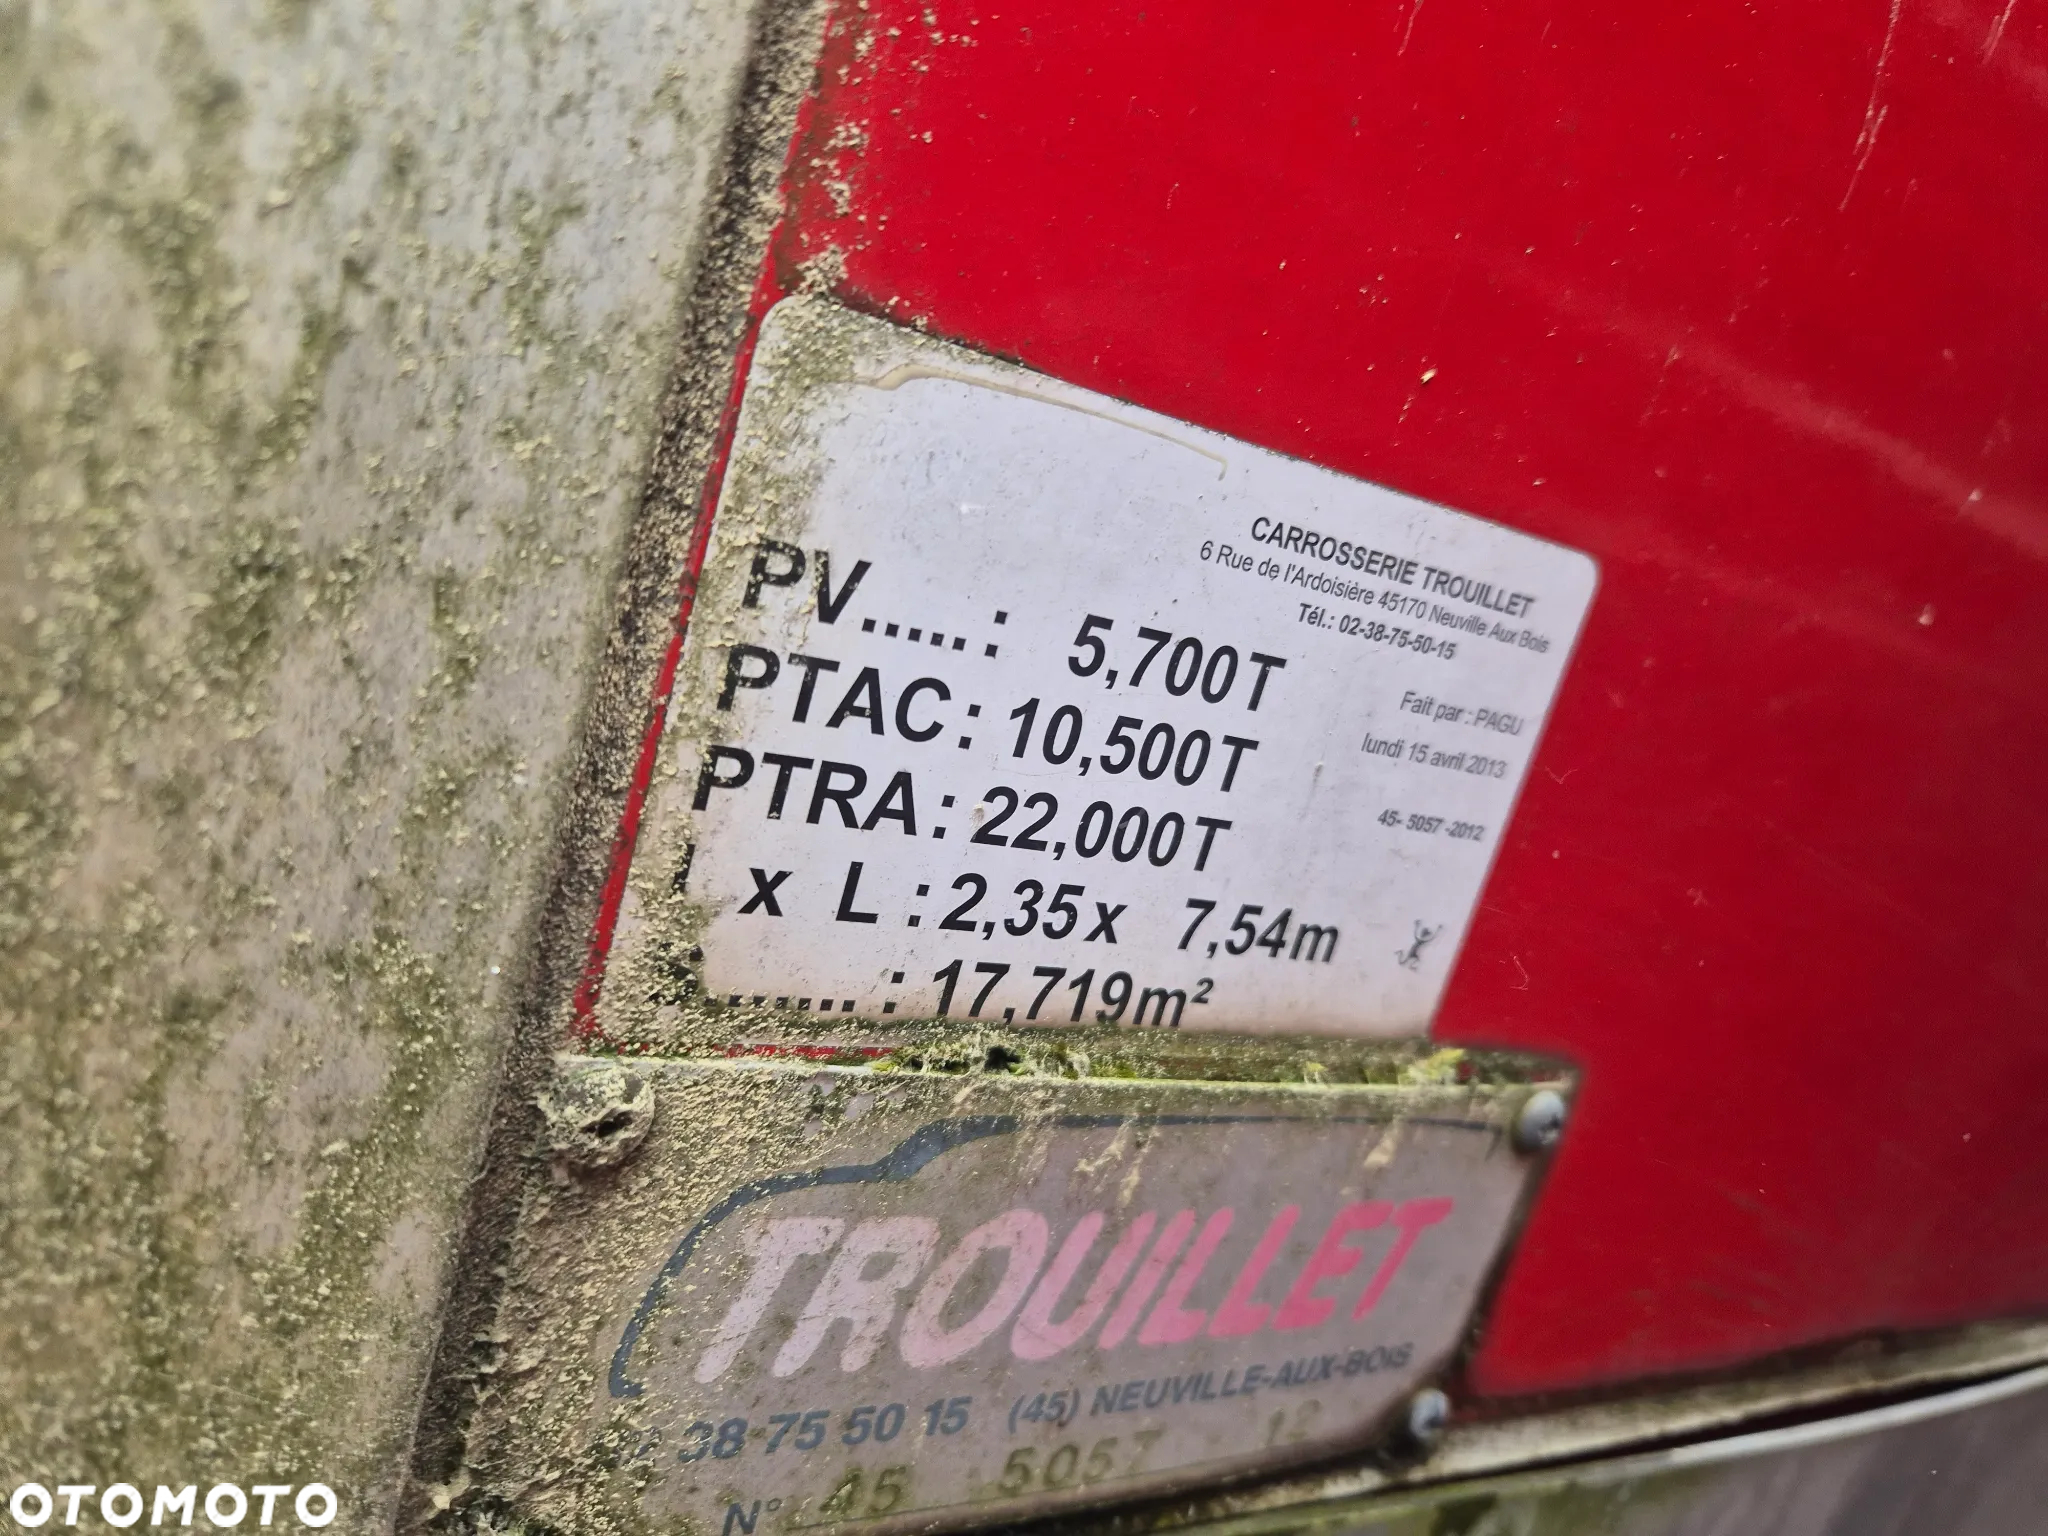 CARROSSERIE TROUILLET
6 Rue de l'Ardoisière 45170 Neuville Aux Bois
Tél.: 02-38-75-50-15
PV.....: 5,700T
PTAC: 10,500T
Fait par : PAGU
lundi 15 avril 2013
PTRA: 22,000T
45- 5057 -2012
x L : 2,35x 7,54m
....... : 17,719m²
TROUILLET
38 75 50 15 (45) NEUVILLE-AUX-BOIS
N° 45 5057 12
OTOMOTO